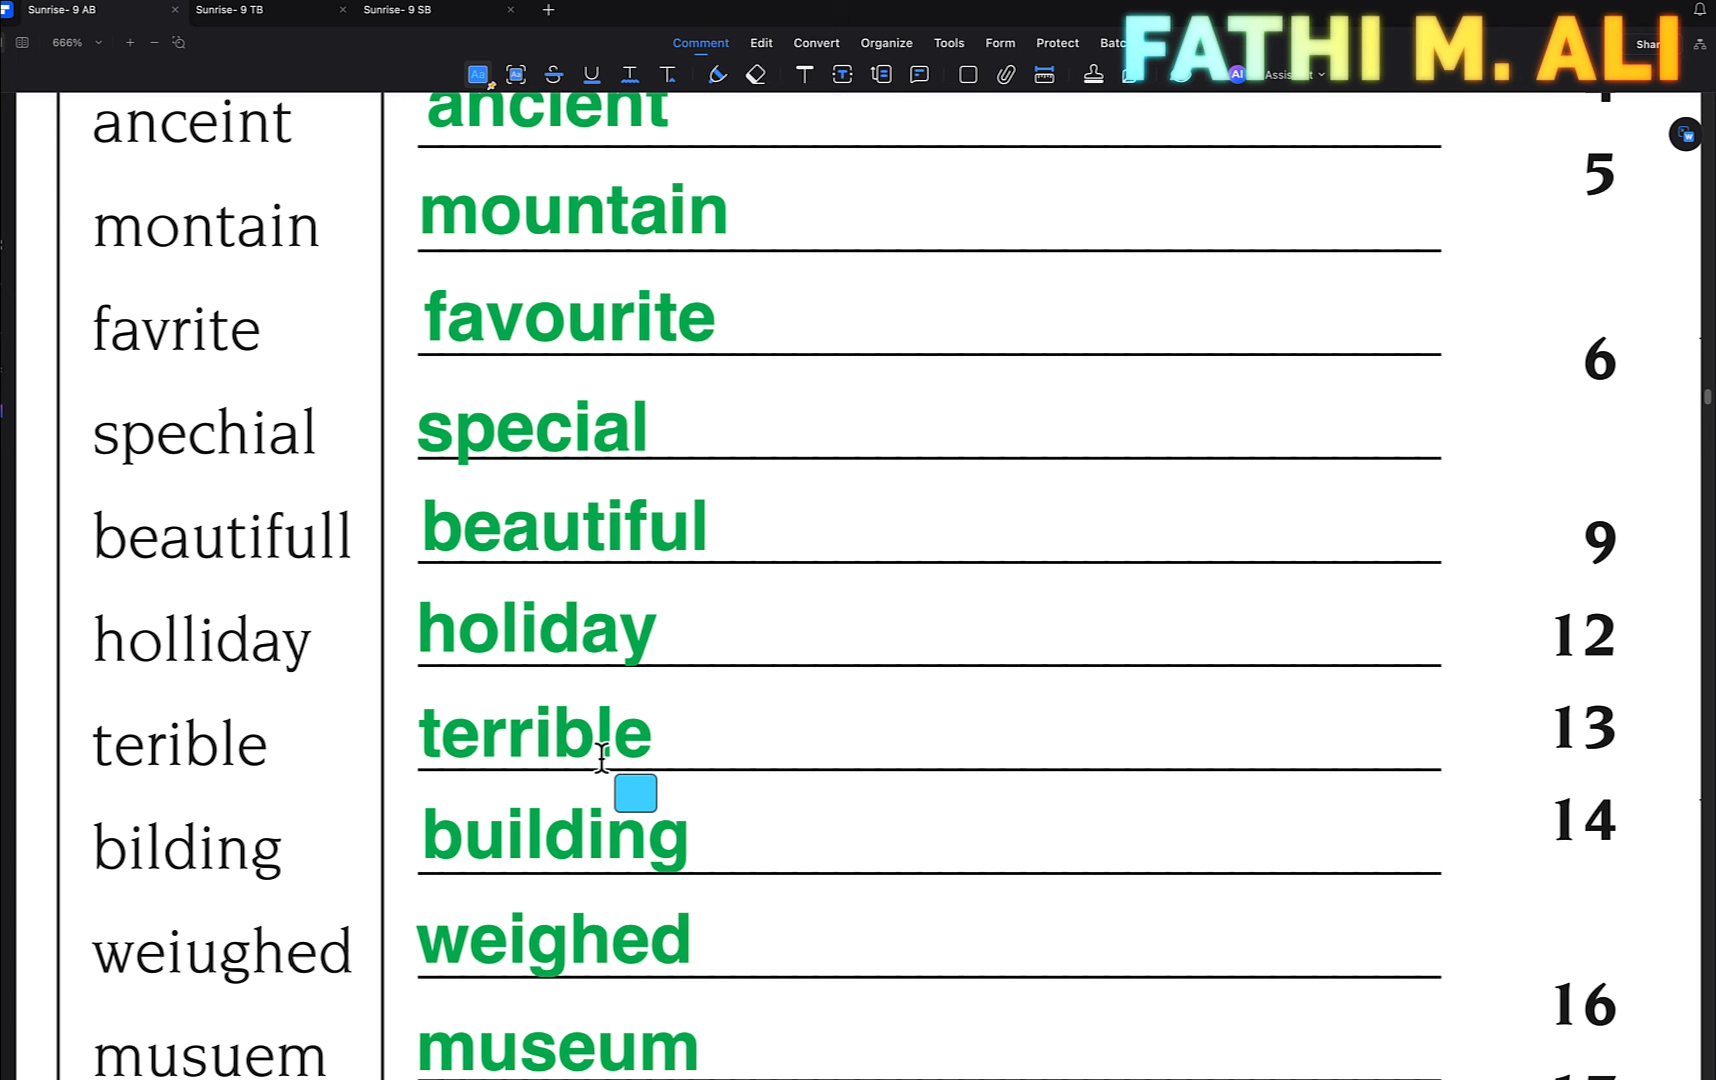 Sunrise- 9 AB Sunrise- 9 TB Sunrise- 9 SB
666% Comment Edit Convert Organize Tools Form Protect
FATHI M. ALI
anceint ancient
5
montain mountain
favrite favourite
6
spechial special
beautifull beautiful
9
holliday holiday
12
terible terrible
13
bilding building
14
weiughed weighed
16
musuem museum